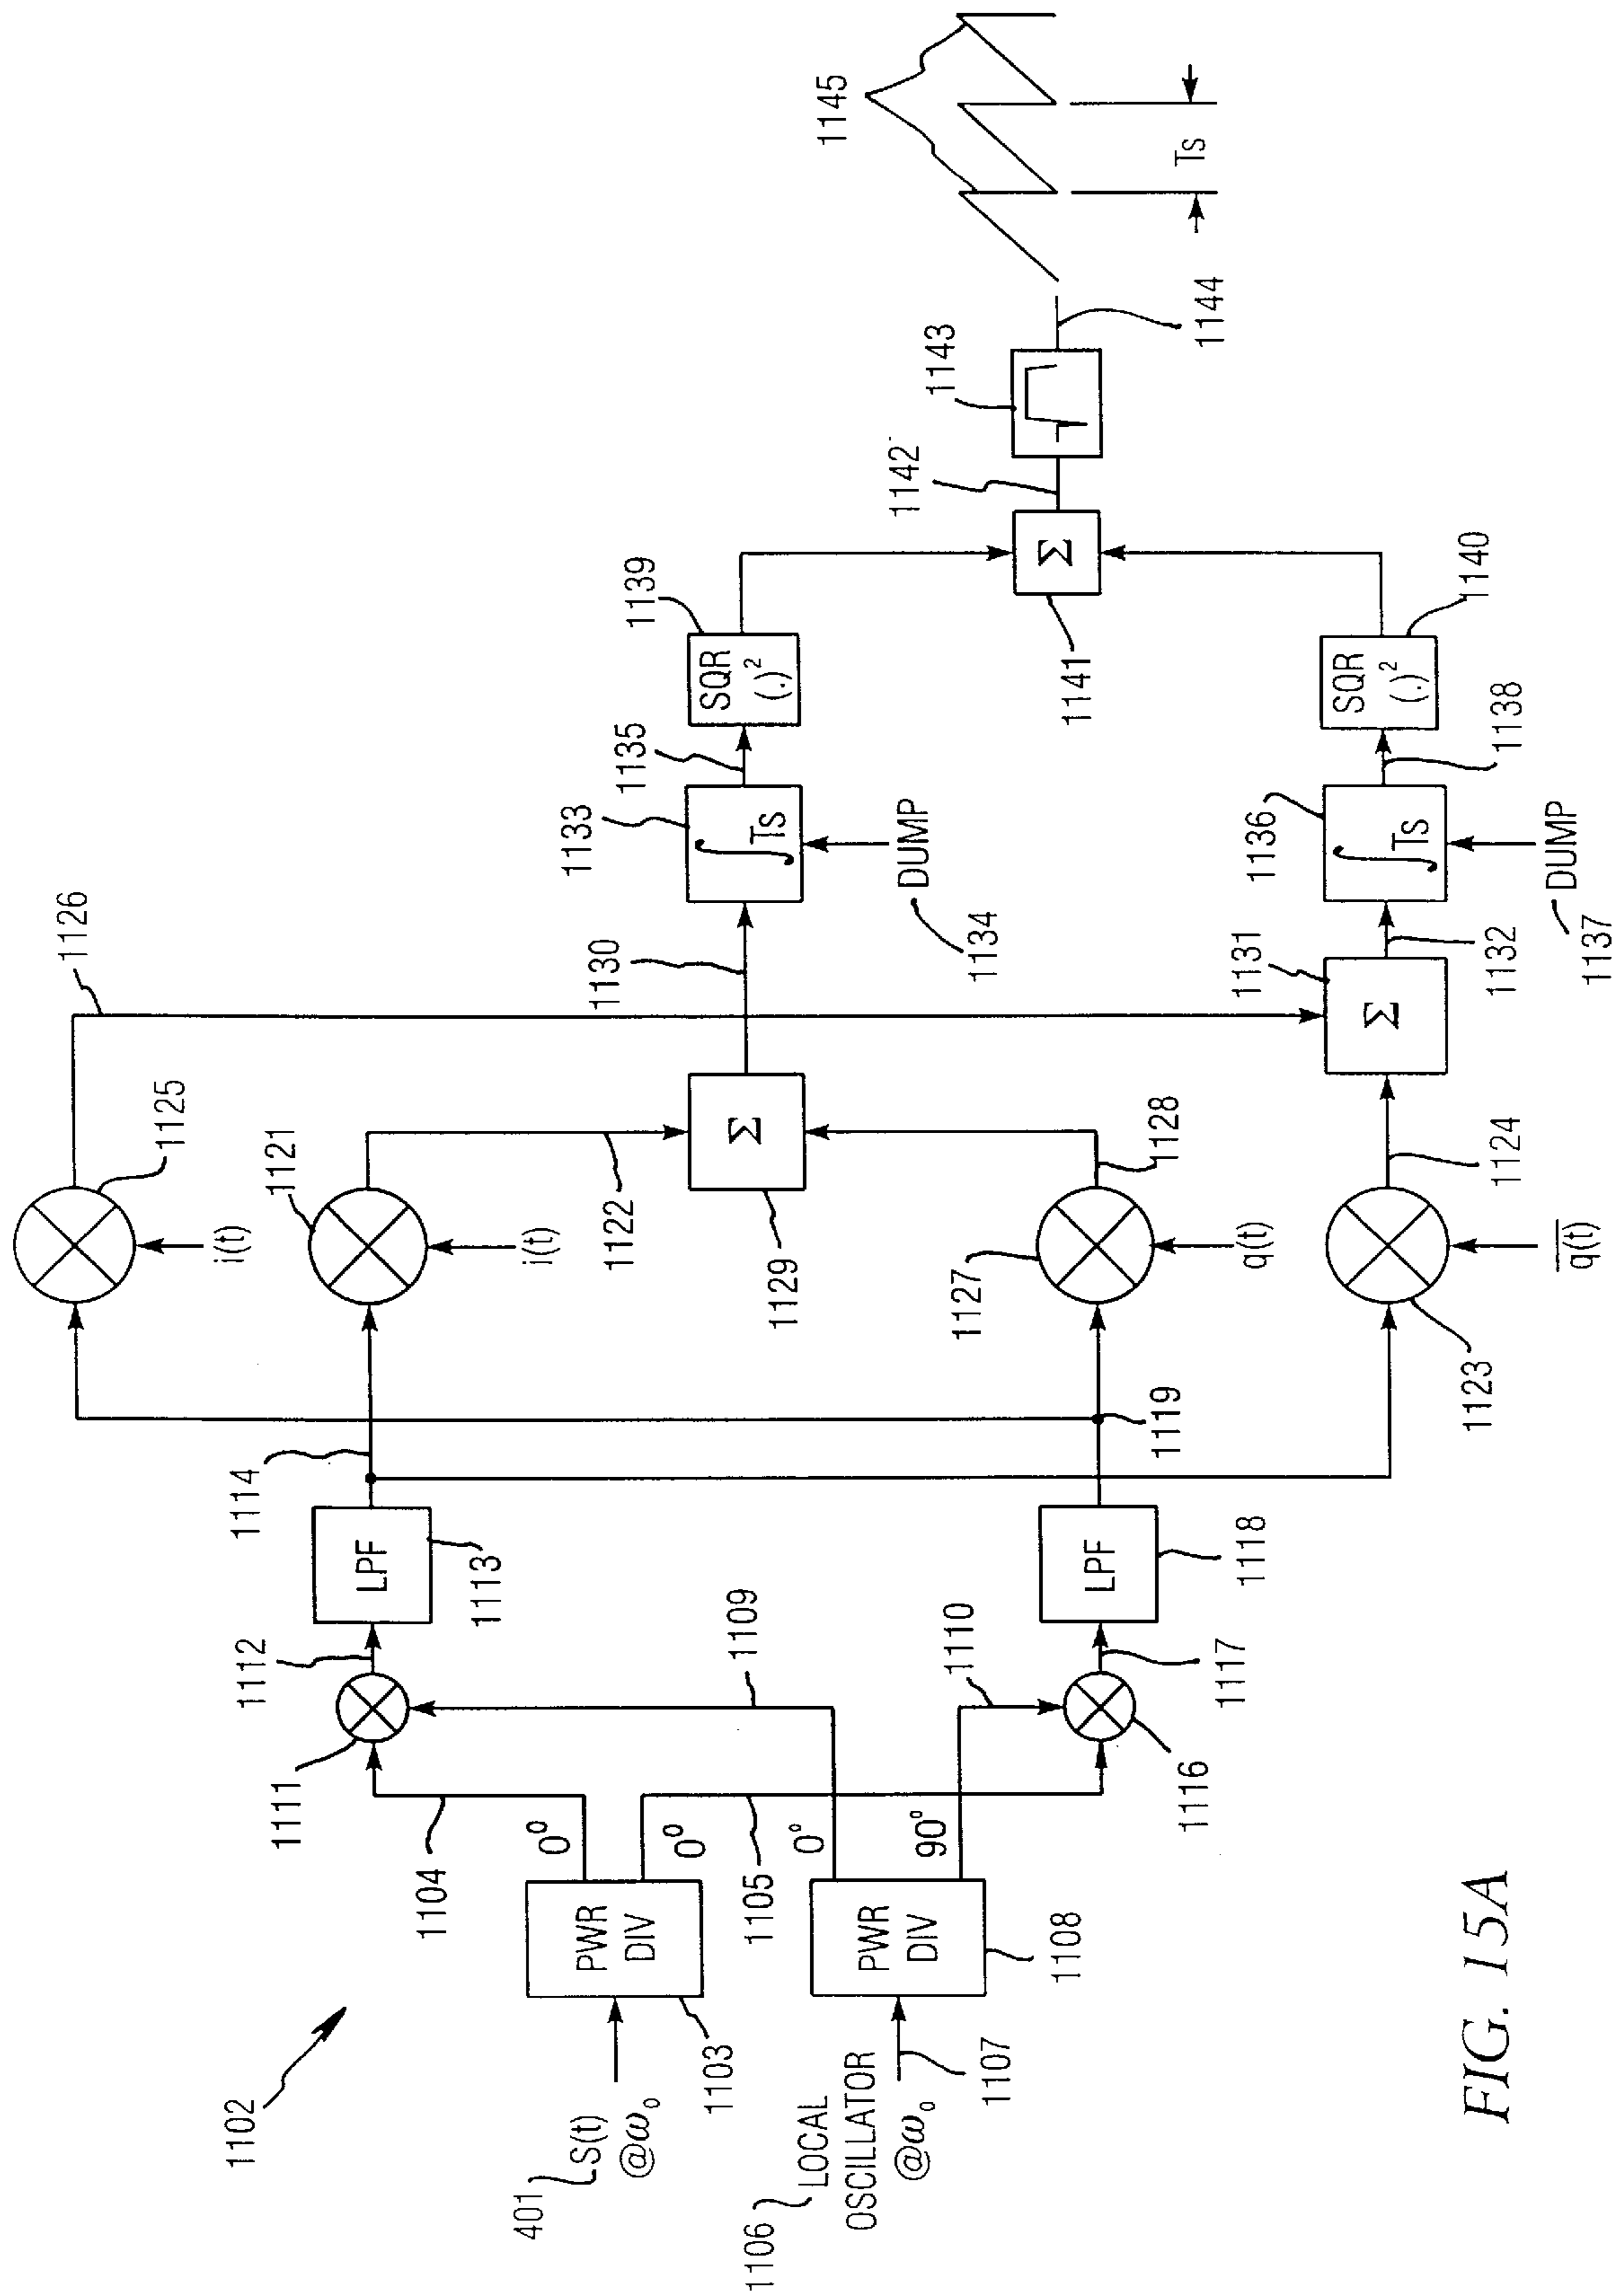 1102
401
S(t)
@ω₀
1103
PWR
DIV
0°
0°
1104
1105
1106
LOCAL
OSCILLATOR
@ω₀
1107
PWR
DIV
1108
0°
90°
1109
1110
1111
1112
LPF
1113
1114
1116
1117
LPF
1118
1119
1125
i(t)
1126
1121
i(t)
1122
Σ
1129
1127
q(t)
1128
1123
q̅(̅t̅)̅
1124
1130
1131
Σ
1132
1133
∫Ts
DUMP
1134
1135
1136
∫Ts
DUMP
1137
1138
1139
SQR
(.)²
SQR
(.)²
1140
Σ
1141
1142
1143
1144
1145
Ts
FIG. 15A